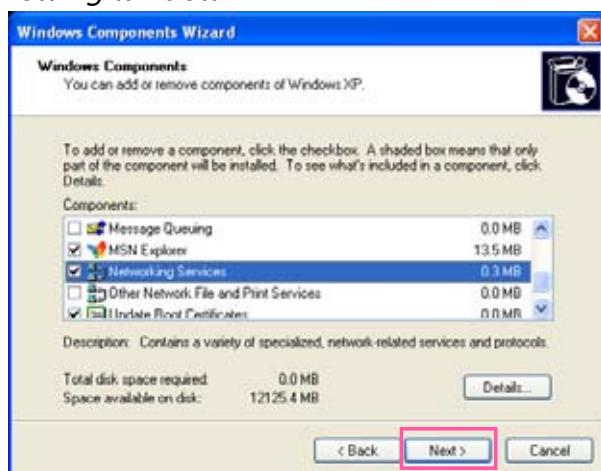 Windows Components Wizard
Windows Components
You can add or remove components of Windows XP.
To add or remove a component, click the checkbox. A shaded box means that only
part of the component will be installed. To see what's included in a component, click
Details.
Components:
Message Queuing 0.0 MB
MSN Explorer 13.5 MB
Networking Services 0.3 MB
Other Network File and Print Services 0.0 MB
Update Root Certificates 0.0 MB
Description: Contains a variety of specialized, network-related services and protocols.
Total disk space required: 0.0 MB
Space available on disk: 12125.4 MB
Details...
< Back Next > Cancel